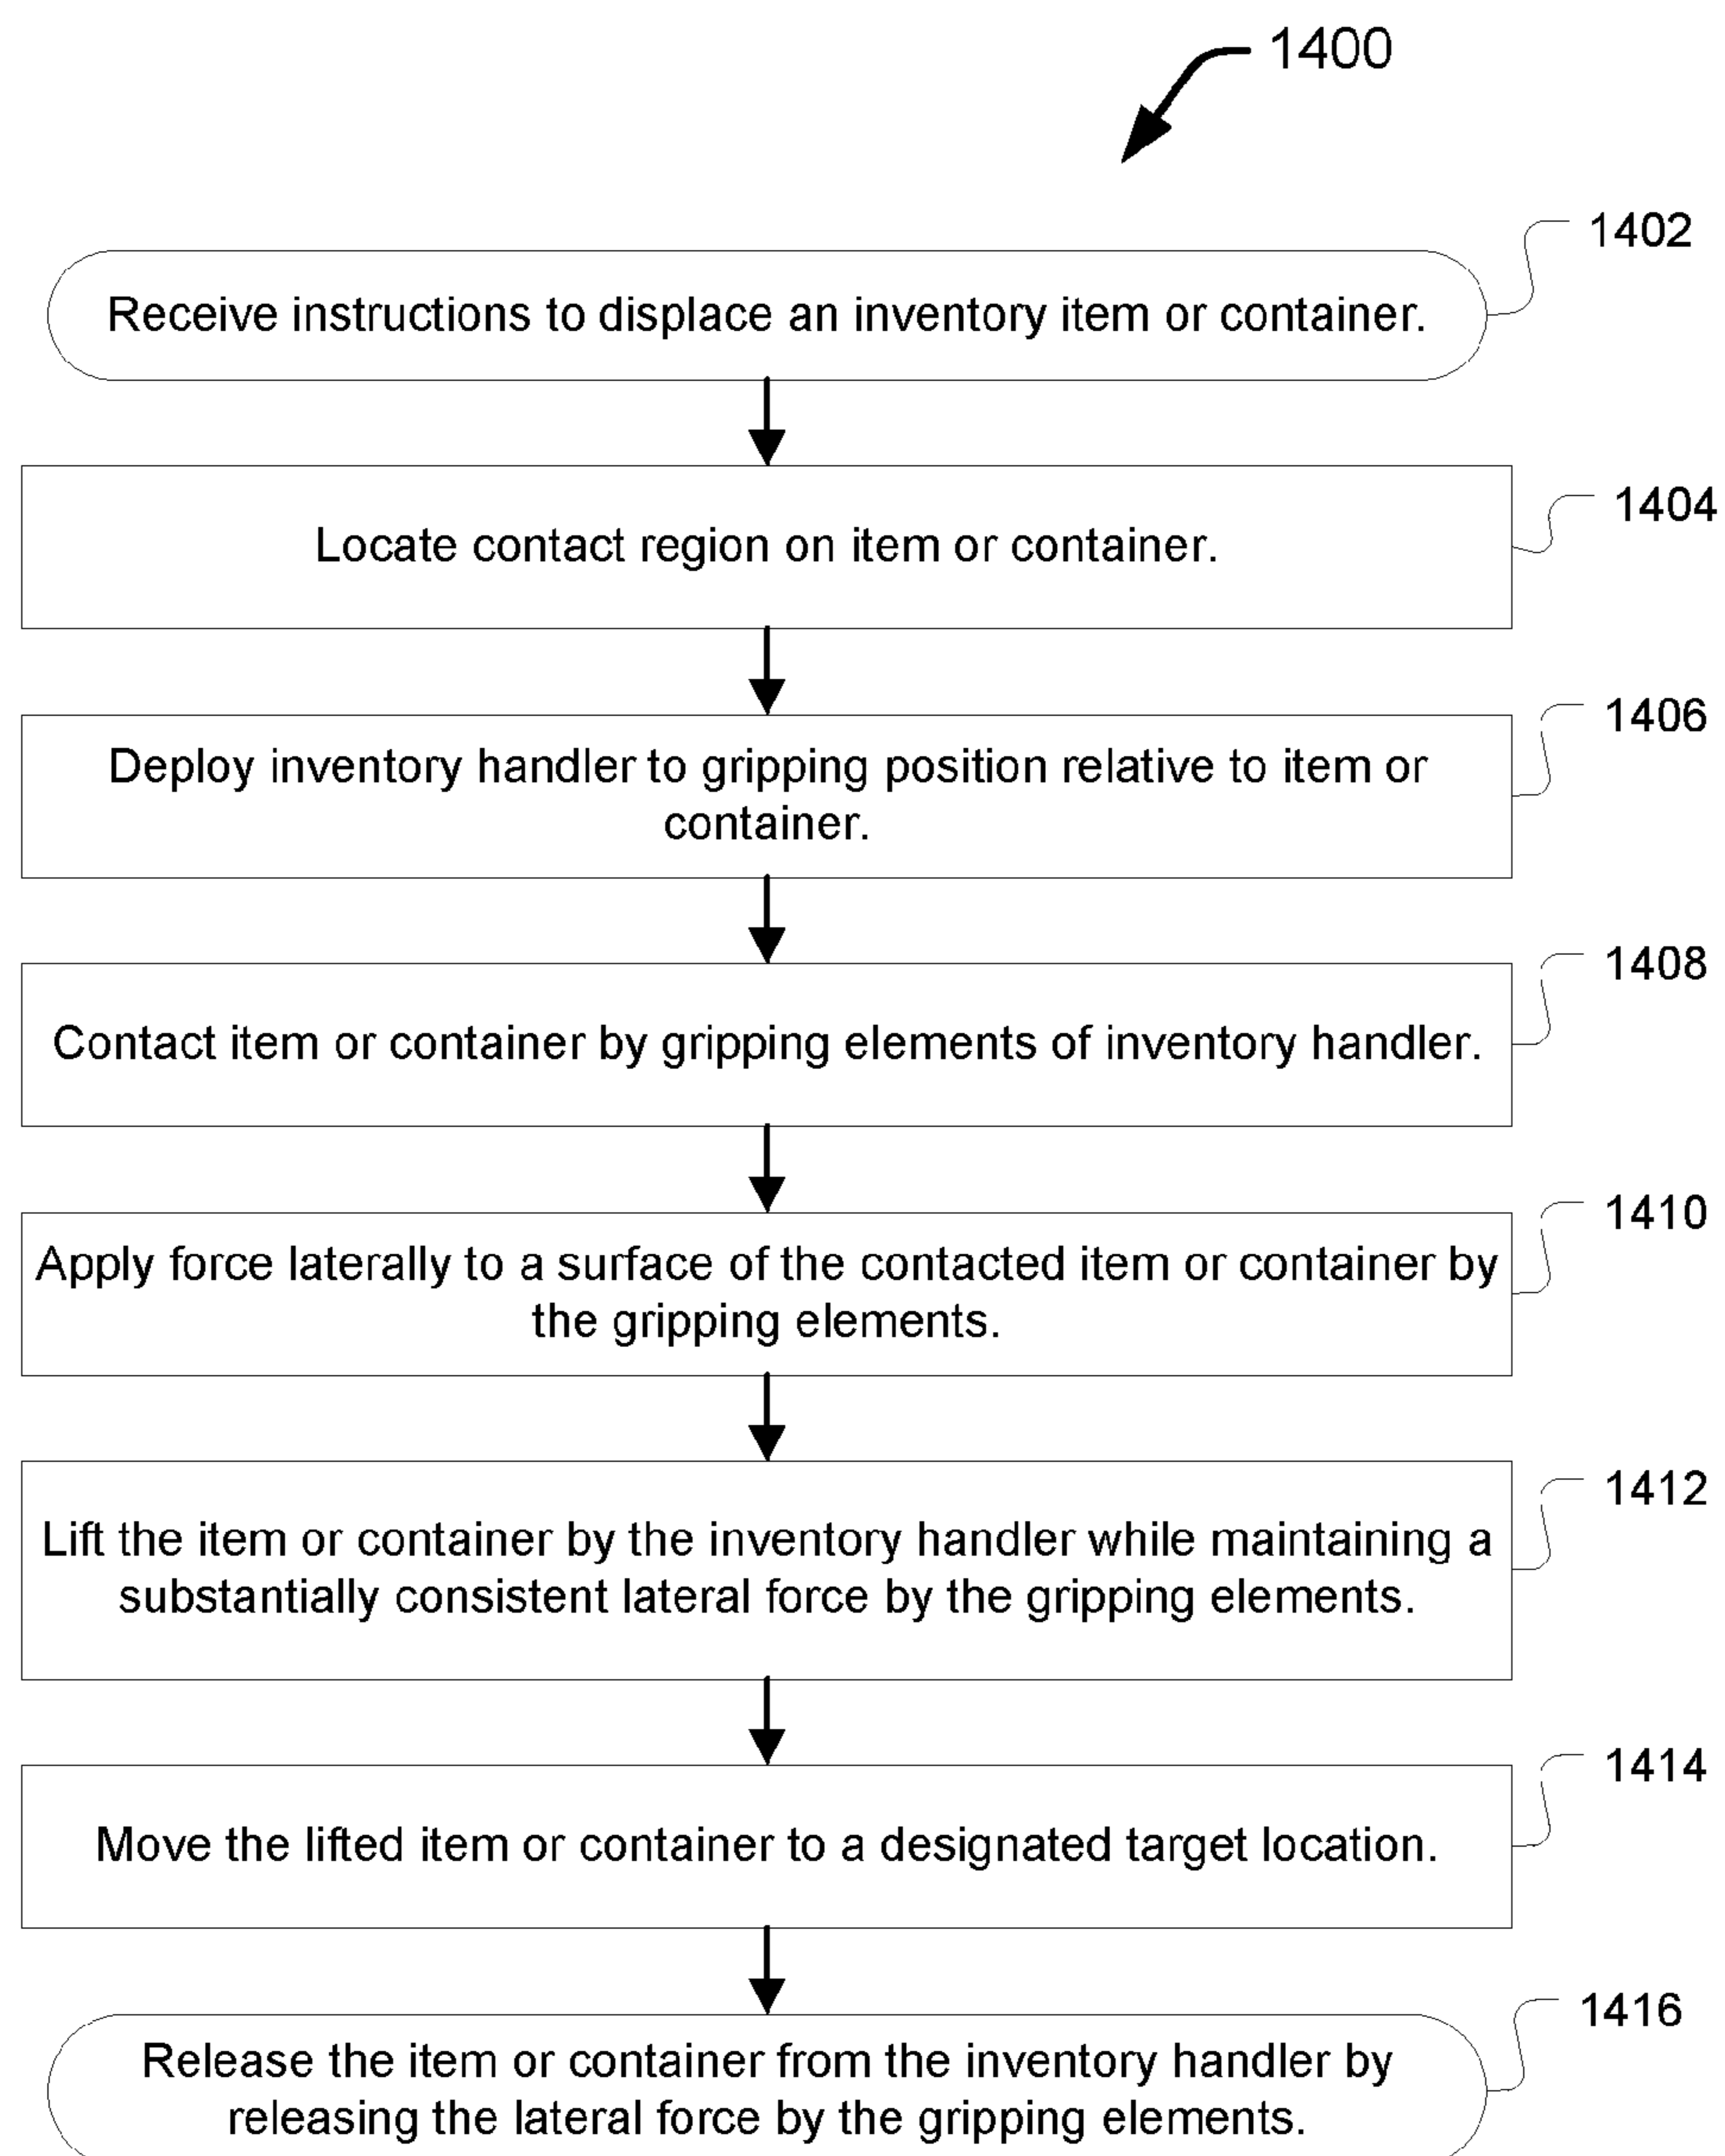 1400
1402
Receive instructions to displace an inventory item or container.
1404
Locate contact region on item or container.
1406
Deploy inventory handler to gripping position relative to item or
container.
1408
Contact item or container by gripping elements of inventory handler.
1410
Apply force laterally to a surface of the contacted item or container by
the gripping elements.
1412
Lift the item or container by the inventory handler while maintaining a
substantially consistent lateral force by the gripping elements.
1414
Move the lifted item or container to a designated target location.
1416
Release the item or container from the inventory handler by
releasing the lateral force by the gripping elements.